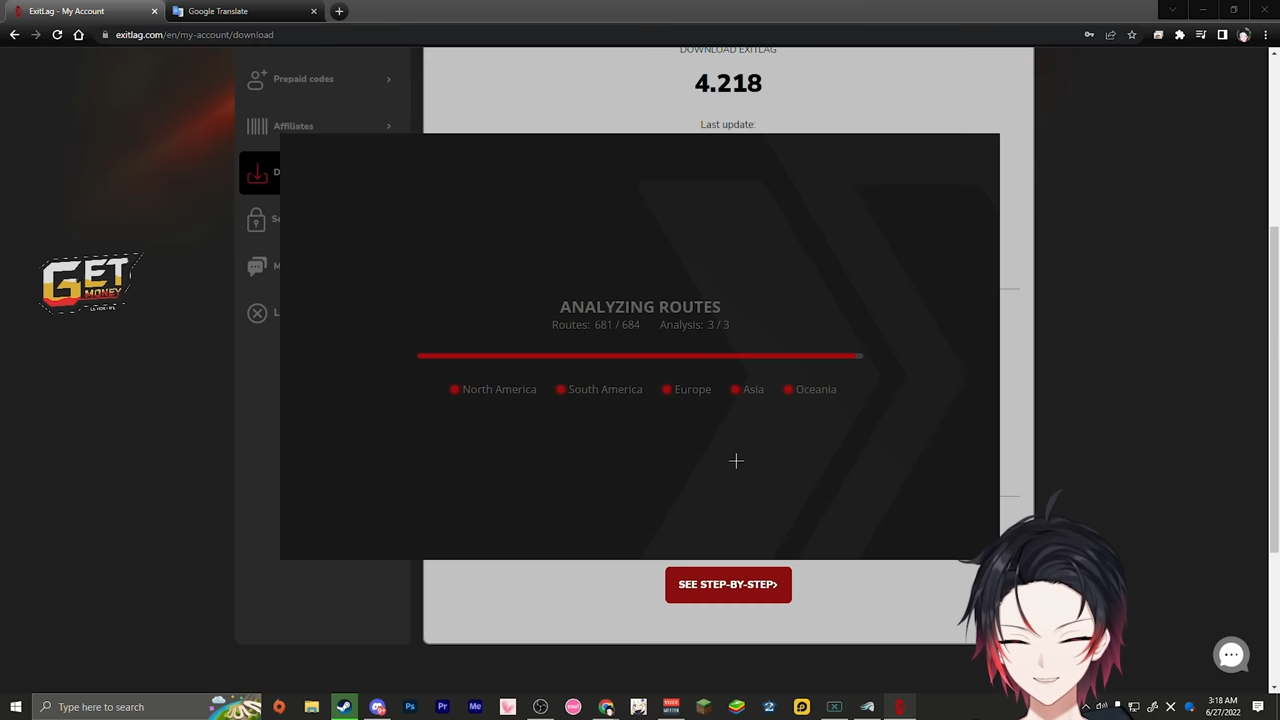 ExitLag - My Account
Google Translate
exitlag.com/en/my-account/download
DOWNLOAD EXITLAG
4.218
Last update:
Prepaid codes
Affiliates
D
Se
M
L
GET
MONEY
ANALYZING ROUTES
Routes: 681 / 684 Analysis: 3 / 3
North America South America Europe Asia Oceania
SEE STEP-BY-STEP>
Type here to search
3:18 AM
6/27/2022